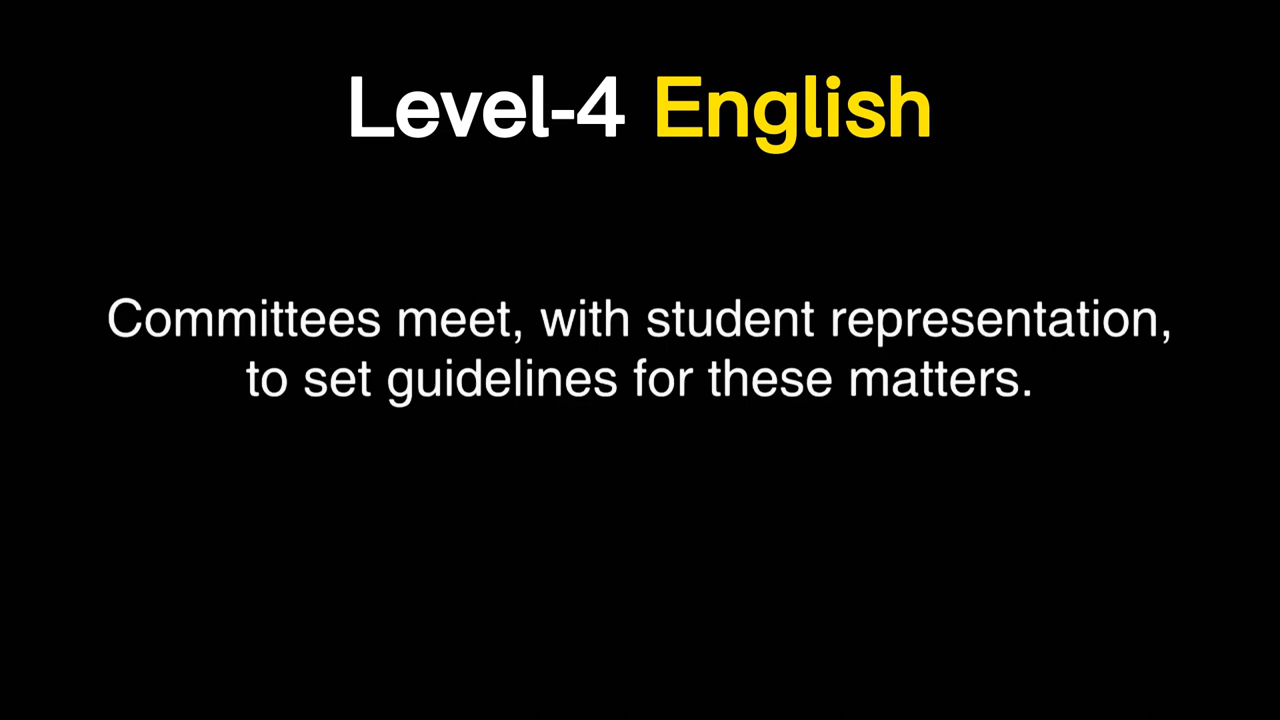 Level-4 English
Committees meet, with student representation,
to set guidelines for these matters.